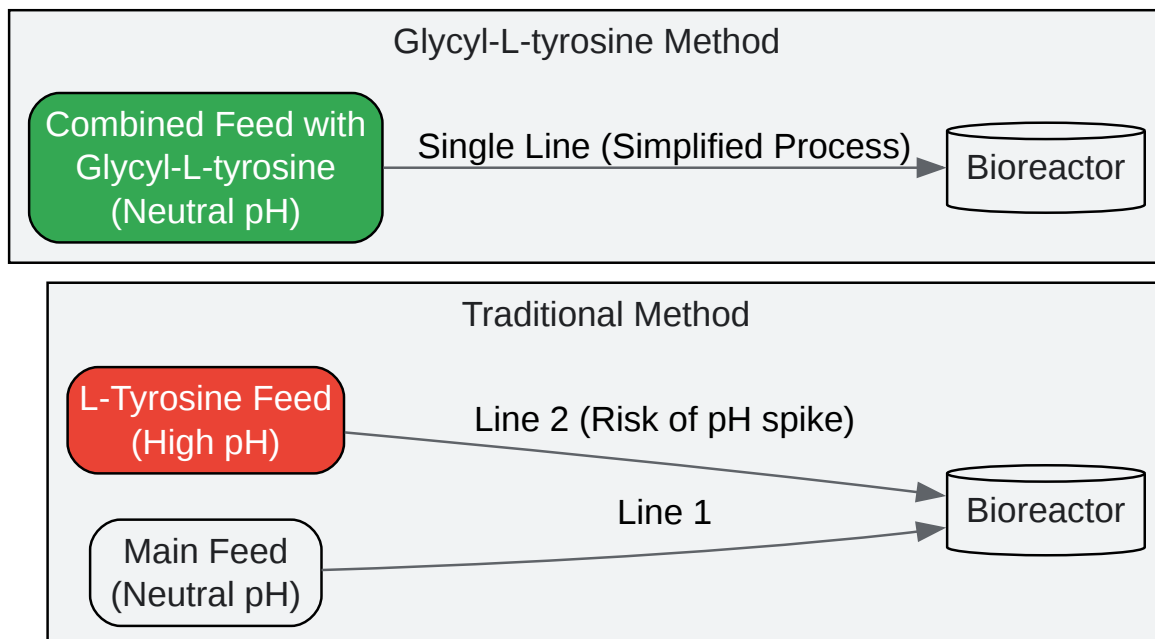 Glycyl-L-tyrosine Method
Combined Feed with
Glycyl-L-tyrosine
(Neutral pH)
Single Line (Simplified Process)
Bioreactor
Traditional Method
L-Tyrosine Feed
(High pH)
Line 2 (Risk of pH spike)
Line 1
Bioreactor
Main Feed
(Neutral pH)